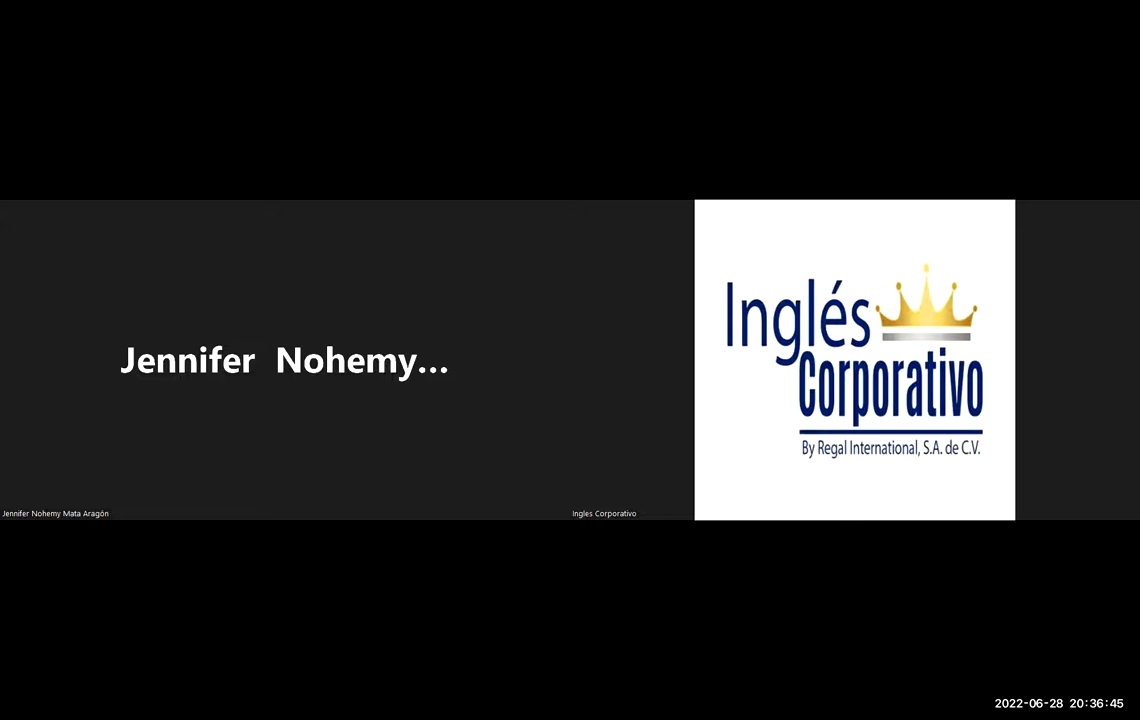 Jennifer Nohemy...
Inglés
Corporativo
By Regal International, S.A. de C.V.
Jennifer Nohemy Mata Aragón
Ingles Corporativo
2022-06-28 20:36:45